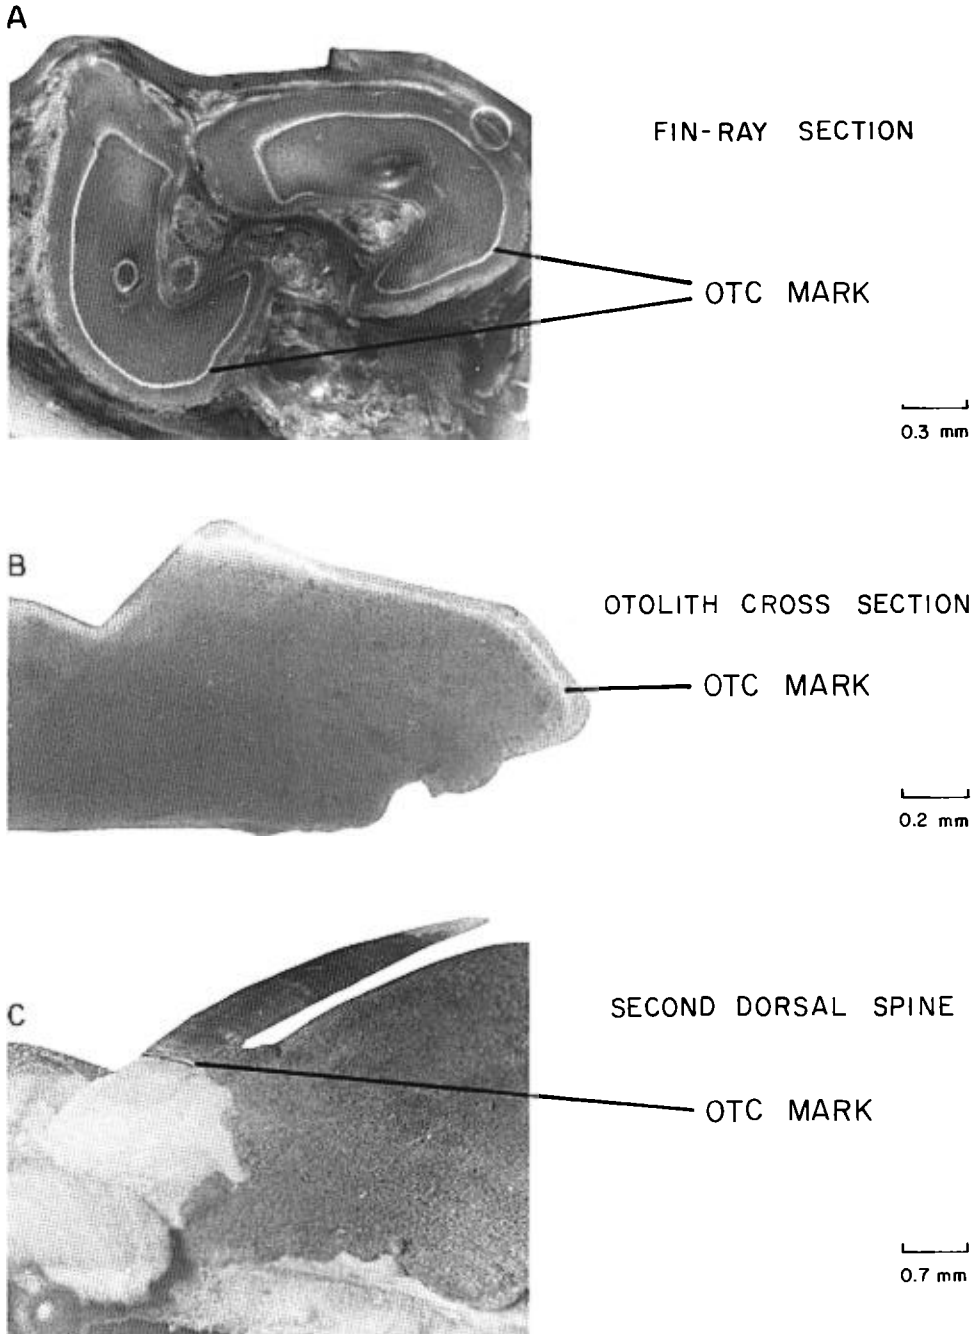 A
FIN-RAY SECTION
OTC MARK
0.3 mm
B
OTOLITH CROSS SECTION
OTC MARK
0.2 mm
C
SECOND DORSAL SPINE
OTC MARK
0.7 mm